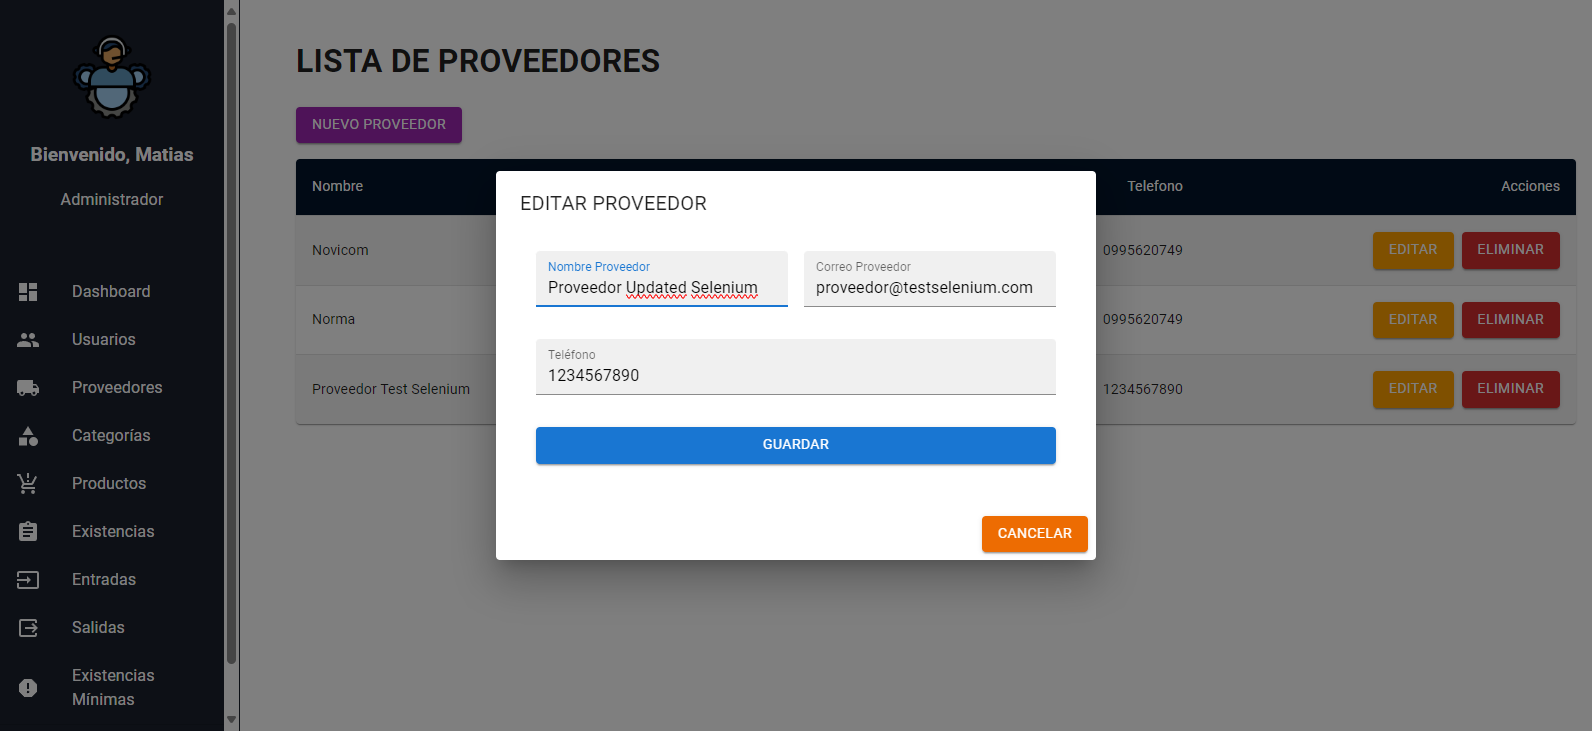 Bienvenido, Matias
Administrador
Dashboard
Usuarios
Proveedores
Categorías
Productos
Existencias
Entradas
Salidas
Existencias
Mínimas
LISTA DE PROVEEDORES
NUEVO PROVEEDOR
Nombre Telefono Acciones
Novicom 0995620749 EDITAR ELIMINAR
Norma 0995620749 EDITAR ELIMINAR
Proveedor Test Selenium 1234567890 EDITAR ELIMINAR
EDITAR PROVEEDOR
Nombre Proveedor
Proveedor Updated Selenium
Correo Proveedor
proveedor@testselenium.com
Teléfono
1234567890
GUARDAR
CANCELAR